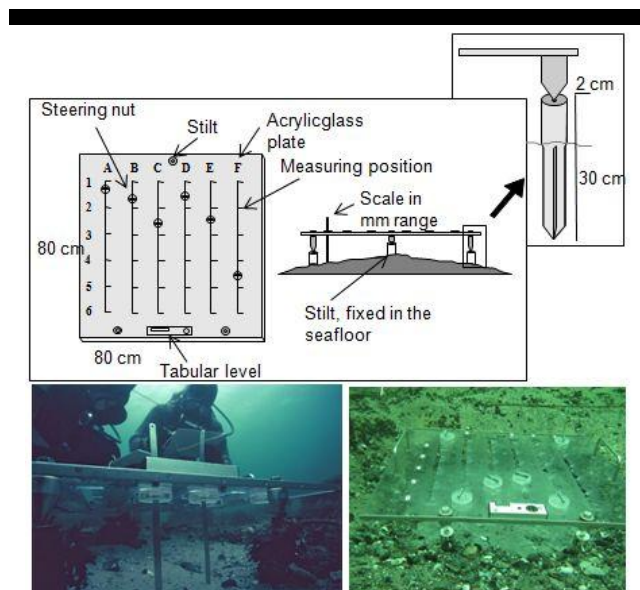 2 cm
30 cm
Steering nut
Stilt
Acrylicglass
plate
Measuring position
A B C D E F
1
2
3
4
5
6
80 cm
80 cm
Tabular level
Scale in
mm range
Stilt, fixed in the
seafloor